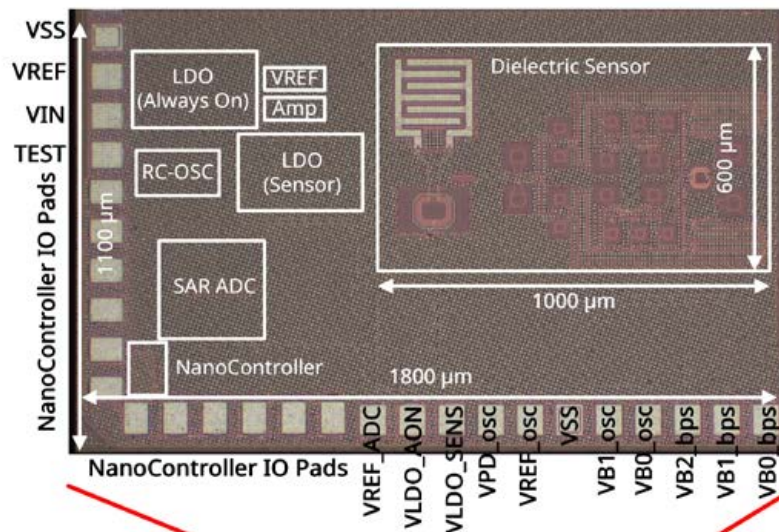 VSS
VREF
VIN
TEST
NanoController IO Pads
1100 µm
LDO
(Always On)
VREF
Amp
RC-OSC
LDO
(Sensor)
SAR ADC
NanoController
Dielectric Sensor
600 µm
1000 µm
1800 µm
NanoController IO Pads
VREF_ADC
VLDO_AON
VLDO_SENS
VPD_osc
VREF_osc
VSS
VB1_osc
VB0_osc
VB2_bps
VB1_bps
VB0_bps